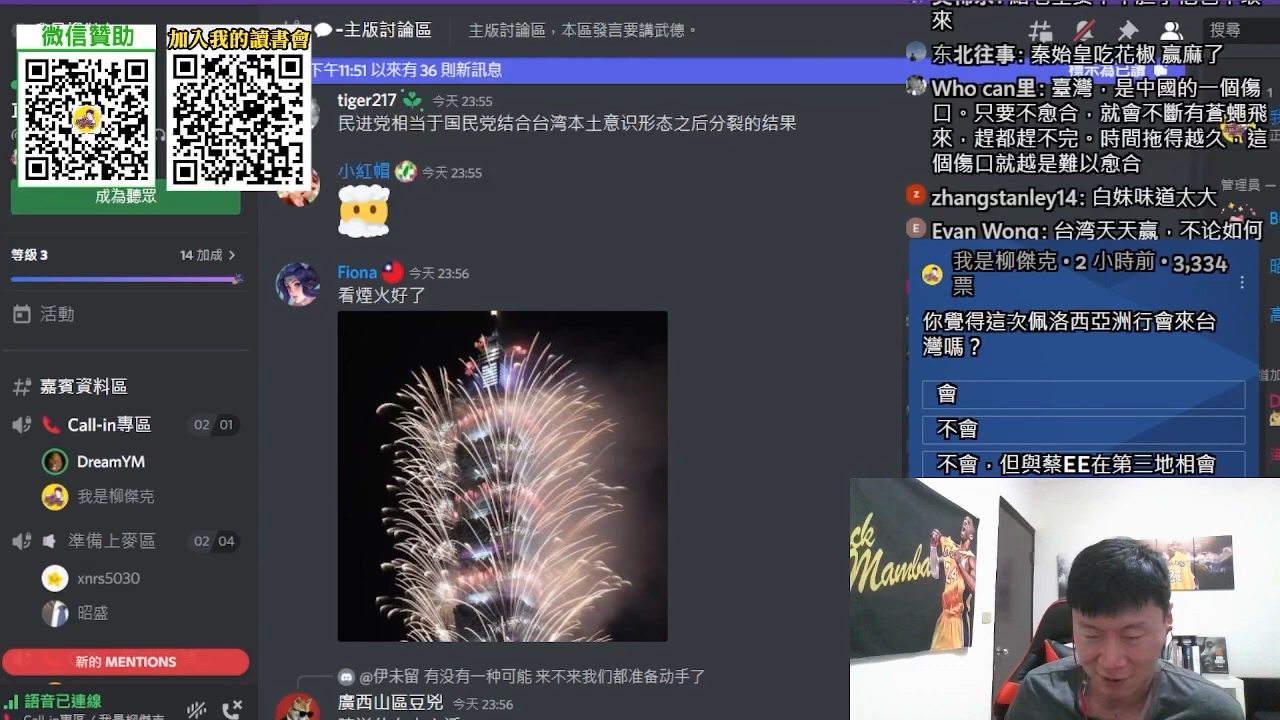 微信贊助
加入我的讀書會
成為聽眾
等級 3
14 加成
活動
嘉賓資料區
Call-in專區
02 01
DreamYM
我是柳傑克
準備上麥區
02 04
xnrs5030
昭盛
新的 MENTIONS
語音已連線
-主版討論區
主版討論區，本區發言要講武德。
搜尋
下午11:51 以來有 36 則新訊息
標示為已讀
tiger217 今天 23:55
民进党相当于国民党结合台湾本土意识形态之后分裂的结果
小紅帽 今天 23:55
Fiona 今天 23:56
看煙火好了
@伊未留 有没有一种可能 来不来我们都准备动手了
廣西山區豆兇 今天 23:56
來
东北往事: 秦始皇吃花椒 赢麻了
Who can里: 臺灣，是中國的一個傷
口。只要不愈合，就會不斷有蒼蠅飛
來，趕都趕不完。時間拖得越久，這
個傷口就越是難以愈合
管理員
zhangstanley14: 白妹味道太大
Evan Wong: 台湾天天赢，不论如何
我是柳傑克 • 2 小時前 • 3,334
票
你覺得這次佩洛西亞洲行會來台
灣嗎？
會
不會
不會，但與蔡EE在第三地相會
Mamba
24